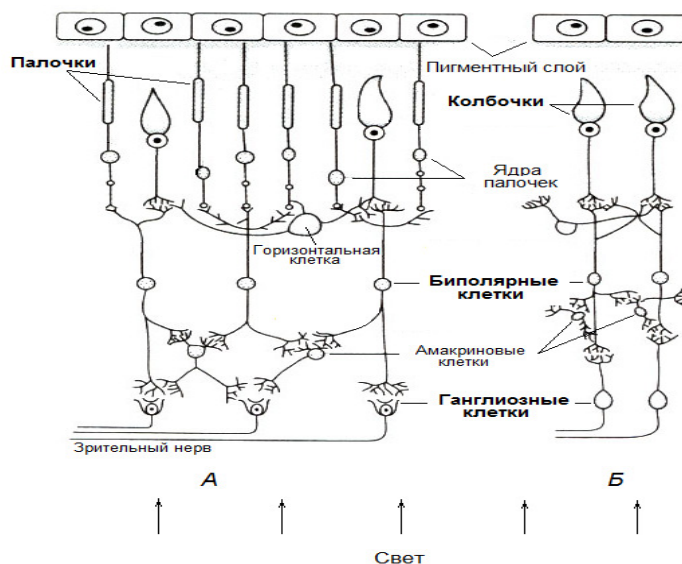 Палочки
Пигментный слой
Колбочки
Ядра
палочек
Горизонтальная
клетка
Биполярные
клетки
Амакриновые
клетки
Ганглиозные
клетки
Зрительный нерв
А
Б
Свет